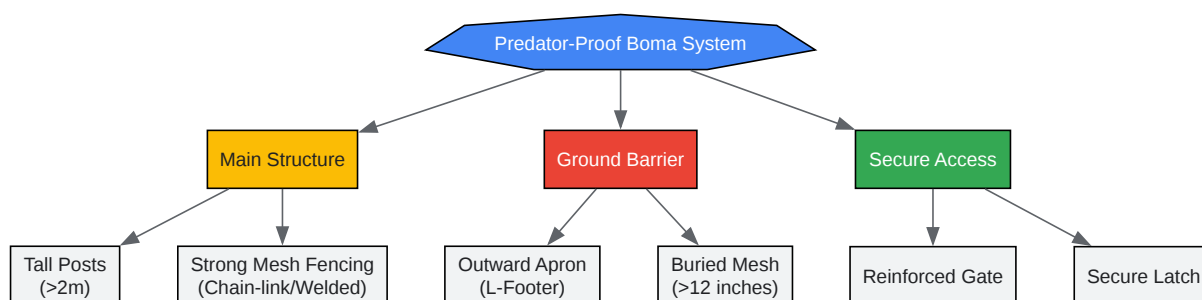 Predator-Proof Boma System
Main Structure
Ground Barrier
Secure Access
Tall Posts
(>2m)
Strong Mesh Fencing
(Chain-link/Welded)
Outward Apron
(L-Footer)
Buried Mesh
(>12 inches)
Reinforced Gate
Secure Latch